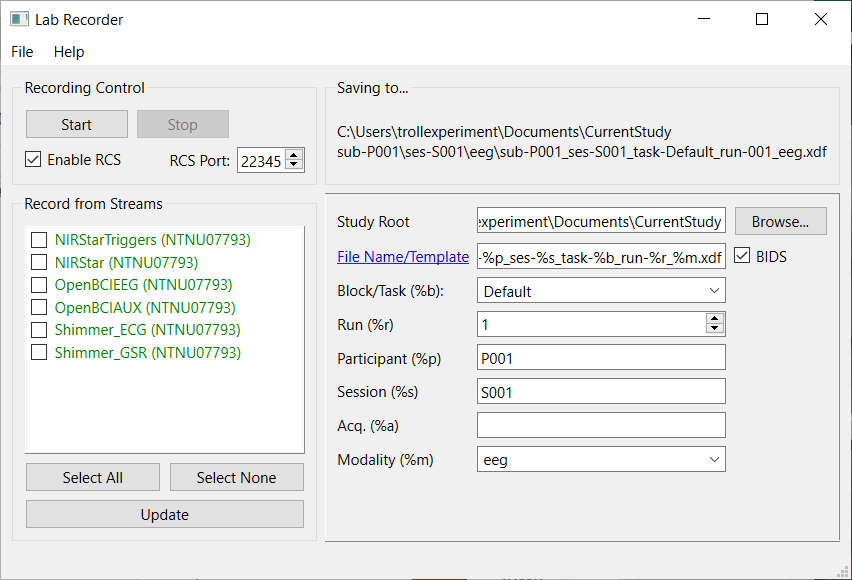 Lab Recorder
File Help
Recording Control
Start Stop
Enable RCS RCS Port: 22345
Record from Streams
NIRStarTriggers (NTNU07793)
NIRStar (NTNU07793)
OpenBCIEEG (NTNU07793)
OpenBCIAUX (NTNU07793)
Shimmer_ECG (NTNU07793)
Shimmer_GSR (NTNU07793)
Select All Select None
Update
Saving to...
C:\Users\trollexperiment\Documents\CurrentStudy
sub-P001\ses-S001\eeg\sub-P001_ses-S001_task-Default_run-001_eeg.xdf
Study Root experiment\Documents\CurrentStudy Browse...
File Name/Template -%p_ses-%s_task-%b_run-%r_%m.xdf BIDS
Block/Task (%b): Default
Run (%r) 1
Participant (%p) P001
Session (%s) S001
Acq. (%a)
Modality (%m) eeg